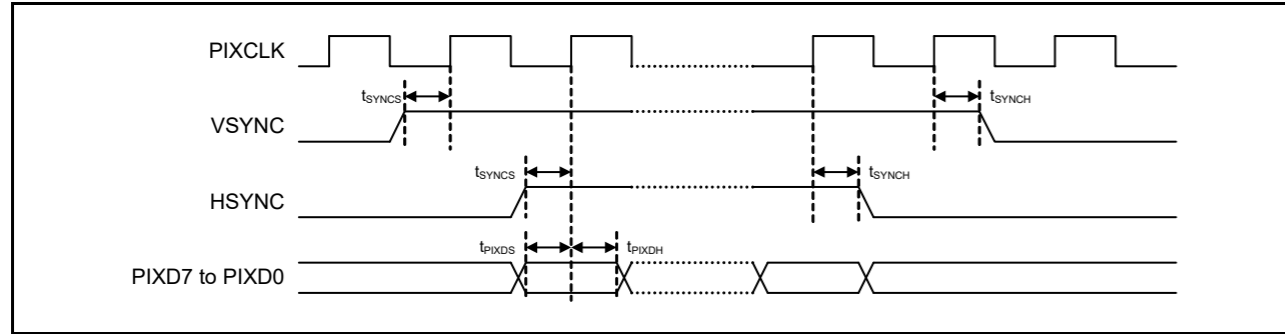 PIXCLK
tSYNCS
tSYNCH
VSYNC
tSYNCS
tSYNCH
HSYNC
tPIXDS
tPIXDH
PIXD7 to PIXD0